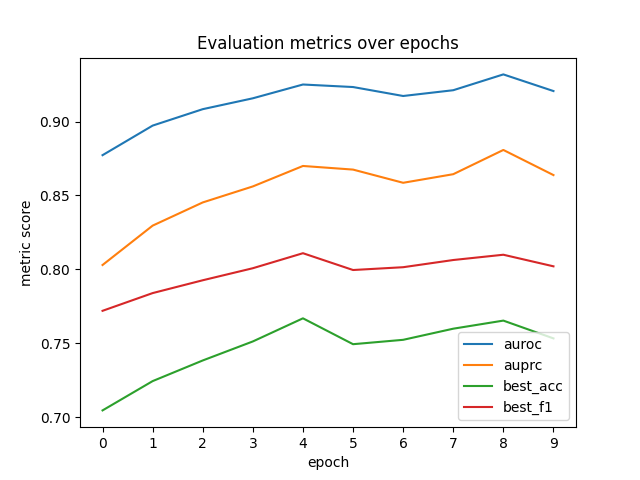 Evaluation metrics over epochs
metric score
0.90
0.85
0.80
0.75
0.70
0 1 2 3 4 5 6 7 8 9
epoch
auroc
auprc
best_acc
best_f1